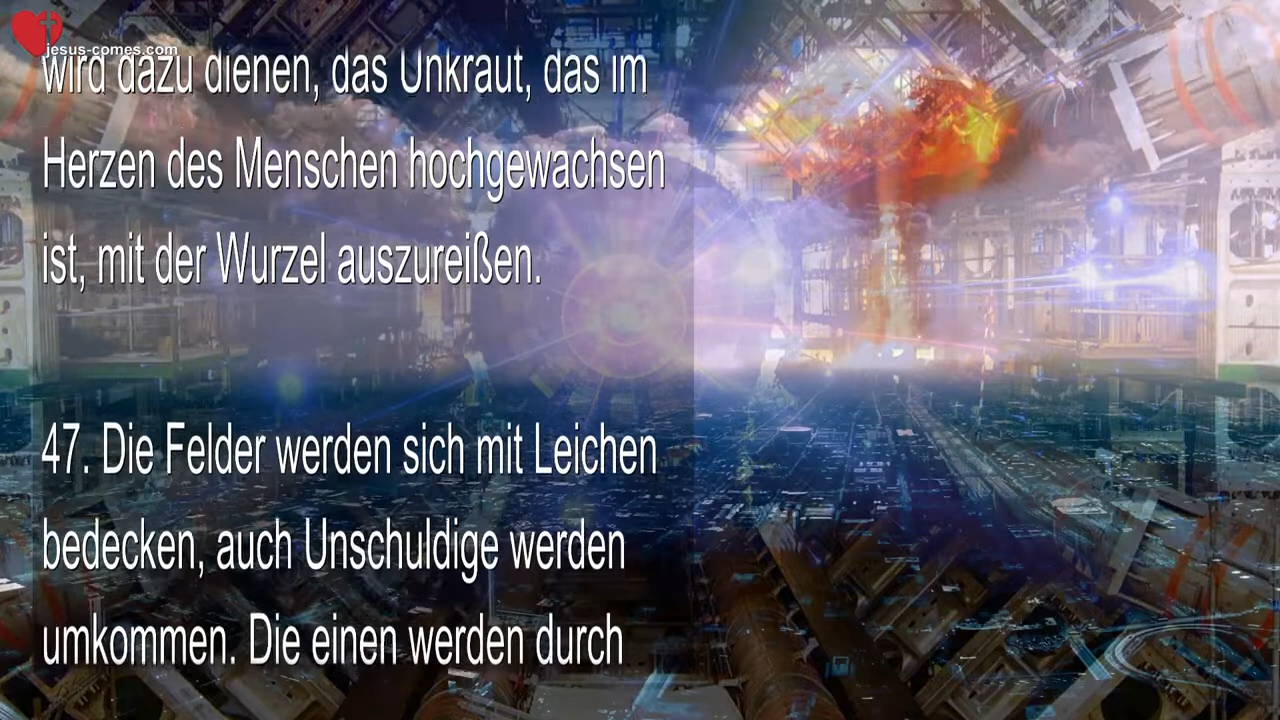 jesus-comes.com
wird dazu dienen, das Unkraut, das im
Herzen des Menschen hochgewachsen
ist, mit der Wurzel auszureißen.
47. Die Felder werden sich mit Leichen
bedecken, auch Unschuldige werden
umkommen. Die einen werden durch